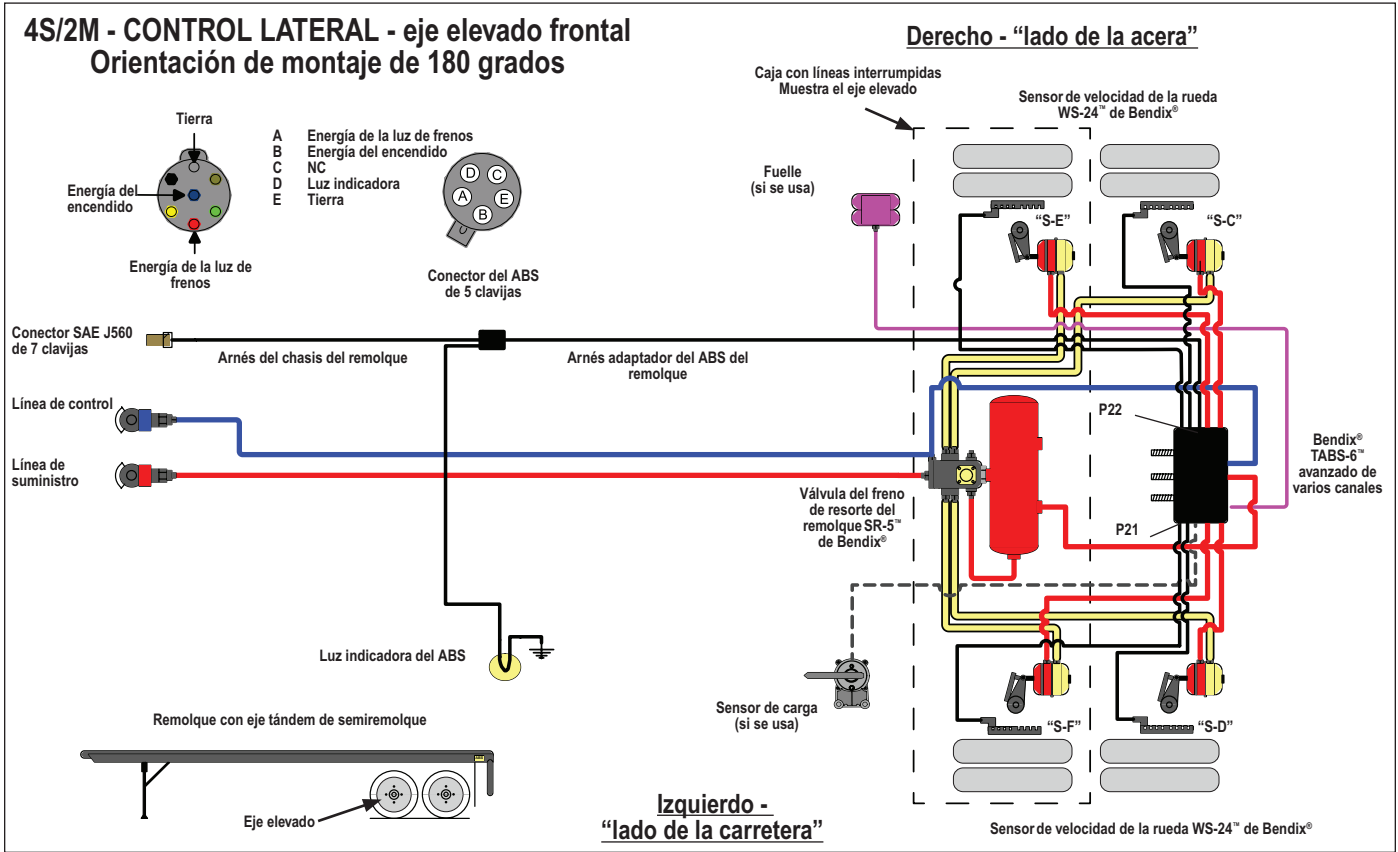 4S/2M - CONTROL LATERAL - eje elevado frontal
Orientación de montaje de 180 grados
Derecho - “lado de la acera”
Caja con líneas interrumpidas
Muestra el eje elevado
Sensor de velocidad de la rueda
WS-24™ de Bendix®
Tierra
A Energía de la luz de frenos
B Energía del encendido
C NC
D Luz indicadora
E Tierra
D
C
A
E
B
Energía del
encendido
Energía de la luz de
frenos
Conector del ABS
de 5 clavijas
Fuelle
(si se usa)
“S-E”
“S-C”
Conector SAE J560
de 7 clavijas
Arnés del chasis del remolque
Arnés adaptador del ABS del
remolque
Línea de control
Línea de
suministro
P22
Bendix®
TABS-6™
avanzado de
varios canales
Válvula del freno
de resorte del
remolque SR-5™
de Bendix®
P21
Luz indicadora del ABS
Sensor de carga
(si se usa)
“S-F”
“S-D”
Remolque con eje tándem de semiremolque
ABS
Eje elevado
Izquierdo -
“lado de la carretera”
Sensor de velocidad de la rueda WS-24™ de Bendix®